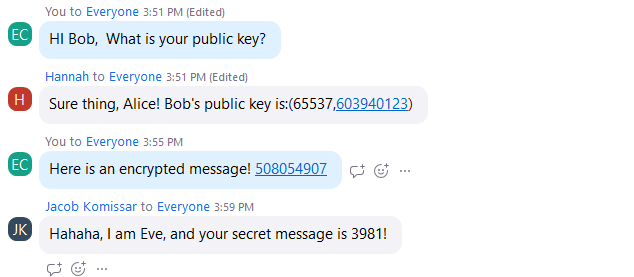 You to Everyone 3:51 PM (Edited)
EC
HI Bob,  What is your public key?
Hannah to Everyone 3:51 PM (Edited)
H
Sure thing, Alice! Bob's public key is:(65537,603940123)
You to Everyone 3:55 PM
EC
Here is an encrypted message! 508054907
Jacob Komissar to Everyone 3:59 PM
JK
Hahaha, I am Eve, and your secret message is 3981!